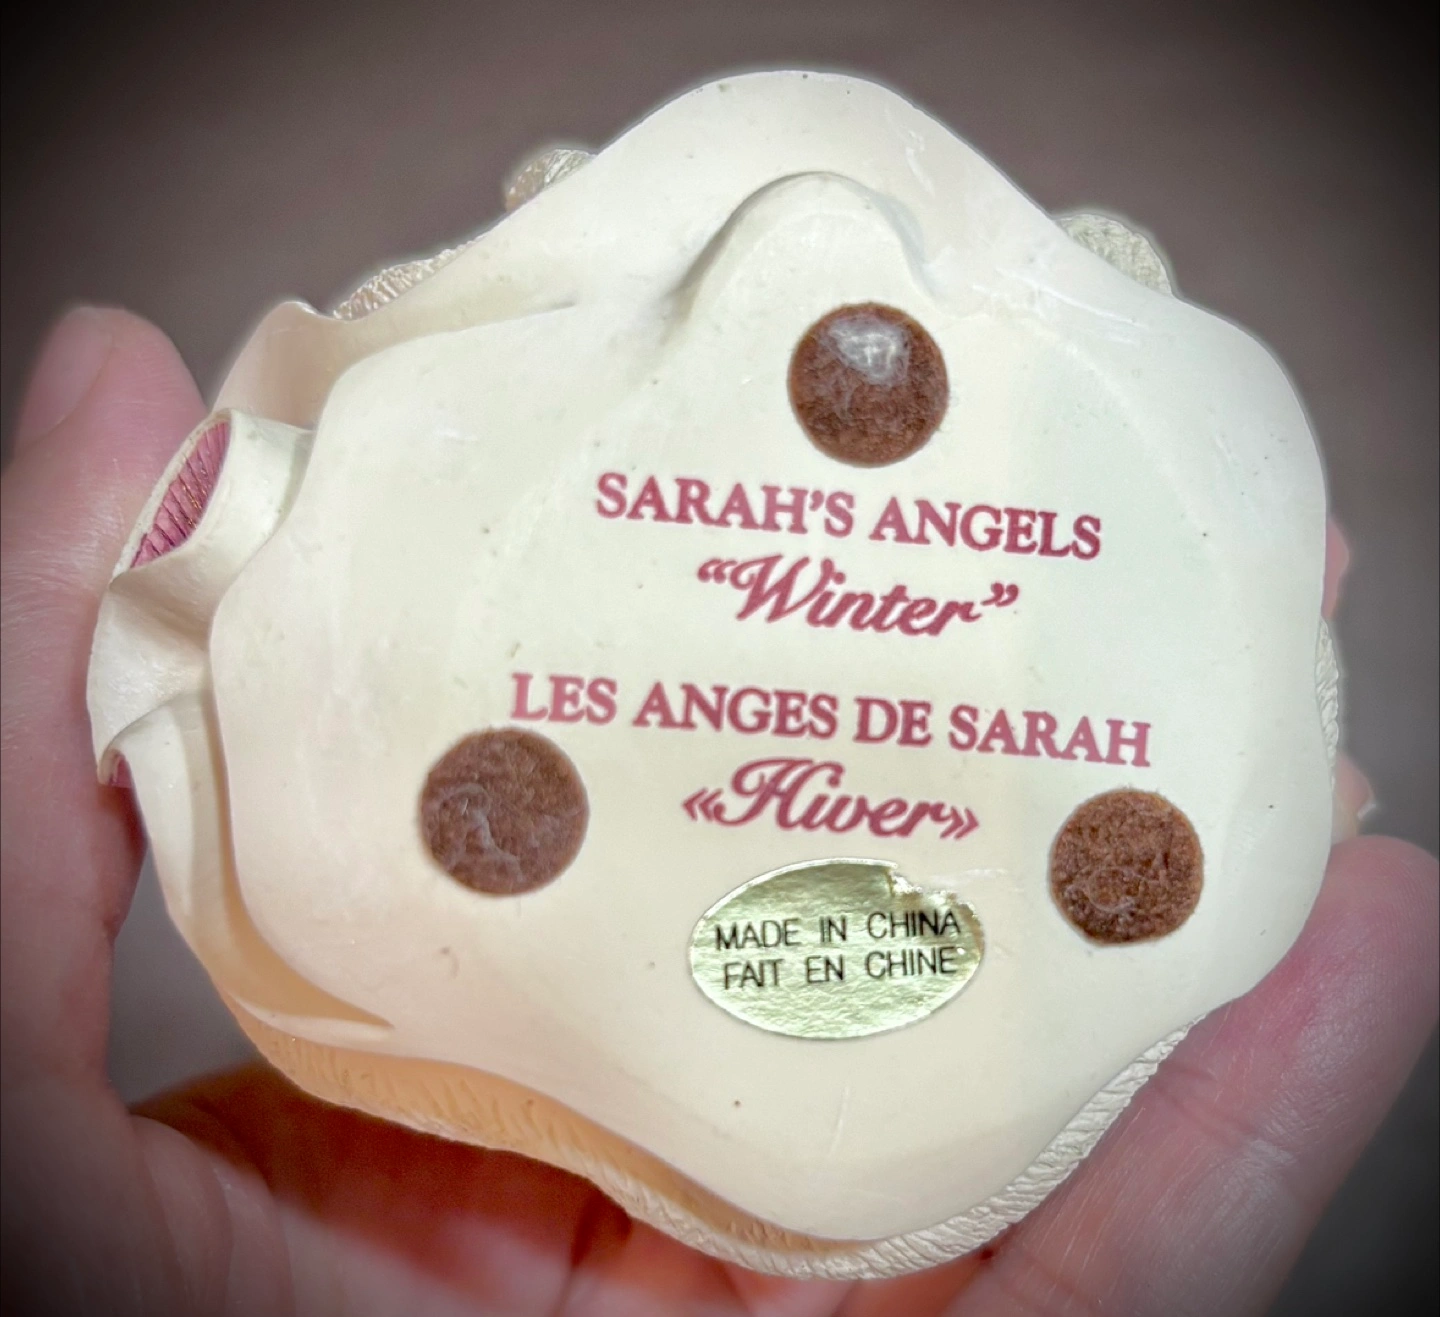 SARAH'S ANGELS
“Winter”
LES ANGES DE SARAH
«Hiver»
MADE IN CHINA
FAIT EN CHINE